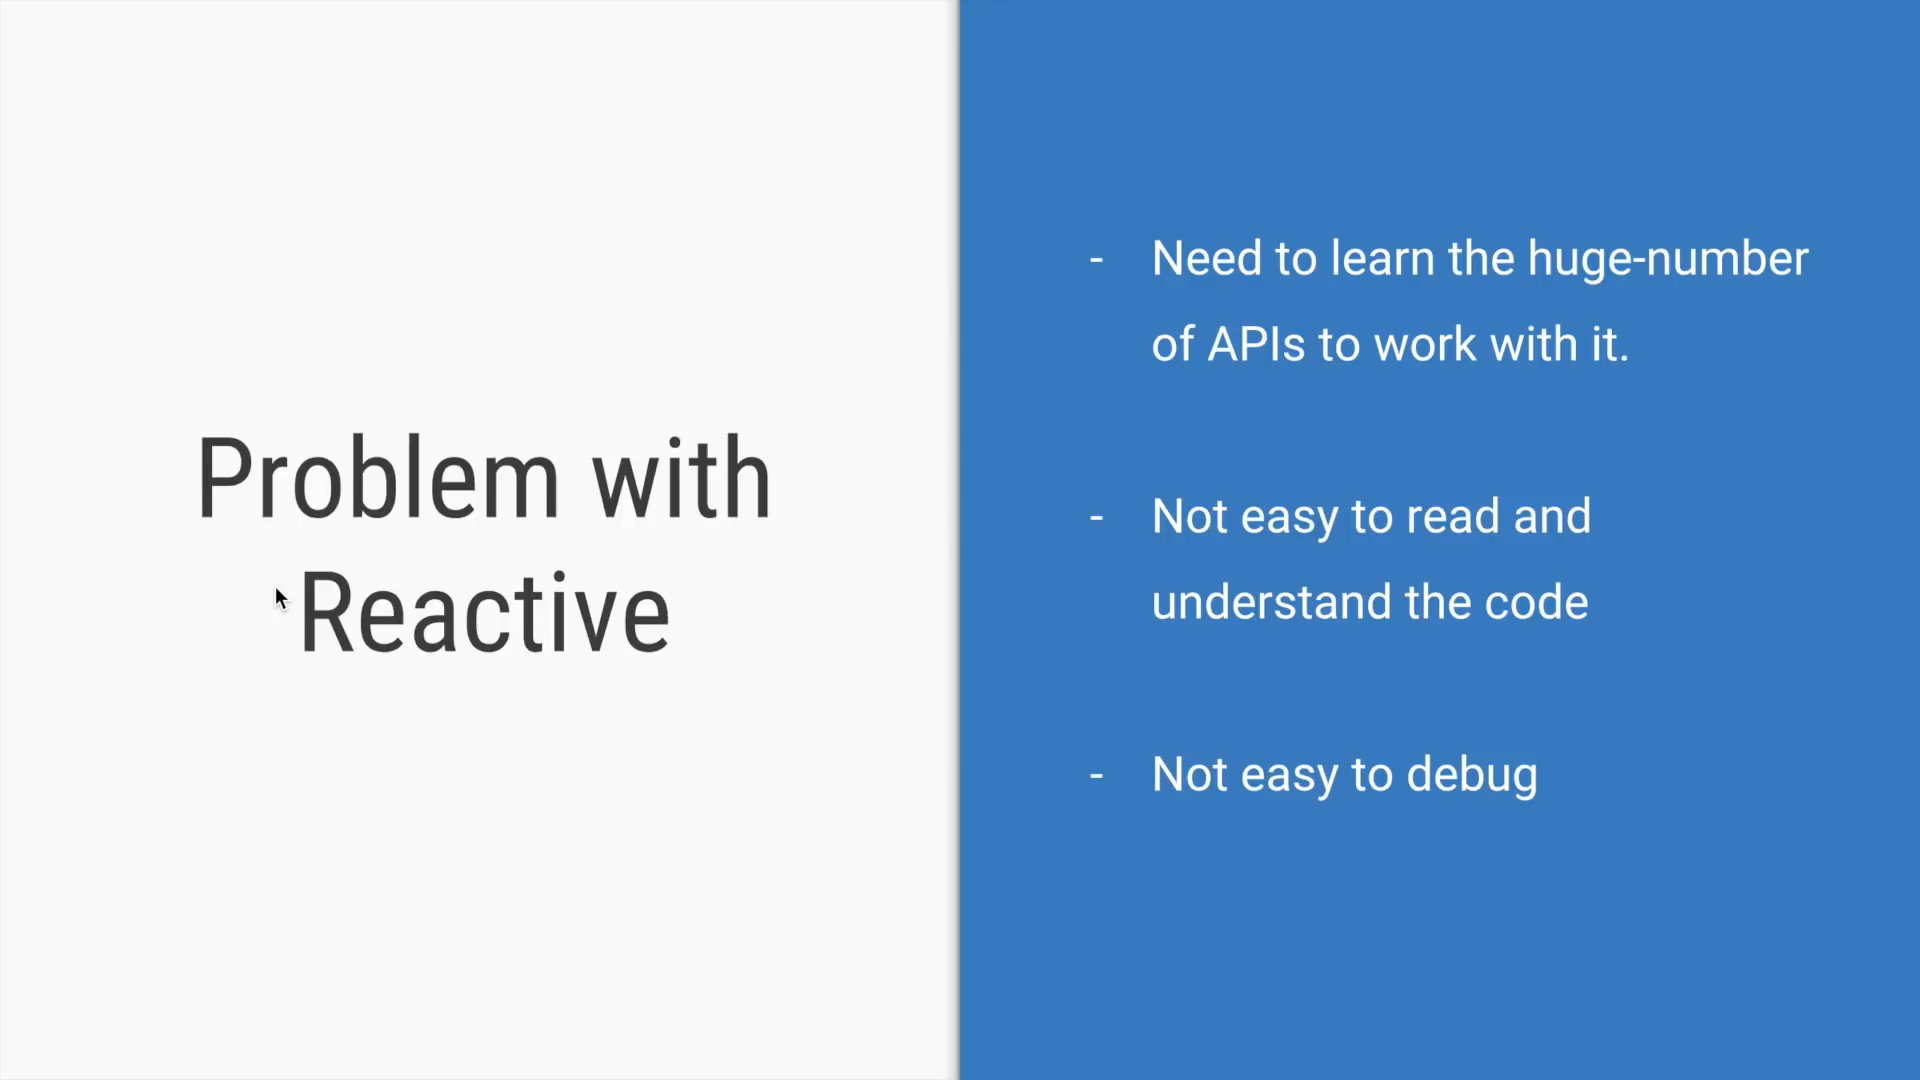 Problem with
Reactive
- Need to learn the huge-number
of APIs to work with it.
- Not easy to read and
understand the code
- Not easy to debug